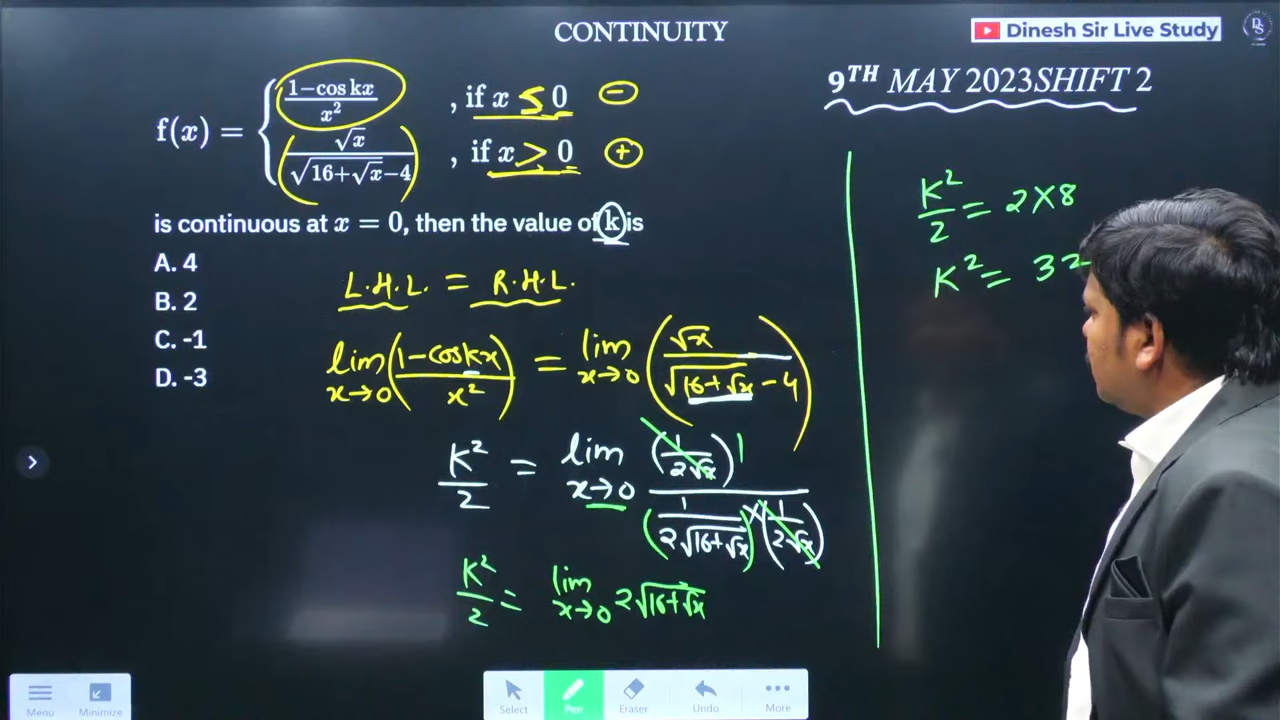 CONTINUITY
Dinesh Sir Live Study
DS
9TH MAY 2023SHIFT 2
f(x) = { (1−cos kx)/x² , if x ≤ 0 ⊖
√x/(√(16+√x)−4) , if x > 0 ⊕
is continuous at x = 0, then the value of k is
A. 4
B. 2
C. -1
D. -3
L.H.L. = R.H.L.
lim x→0 ((1−coskx)/x²) = lim x→0 (√x/(√(16+√x) − 4))
K²/2 = lim x→0 (1/(2√x)) 1 / ((1/(2√(16+√x))) × (1/(2√x)))
K²/2 = lim x→0 2√(16+√x)
K²/2 = 2×8
K² = 32
Menu
Minimize
Select
Pen
Eraser
Undo
More